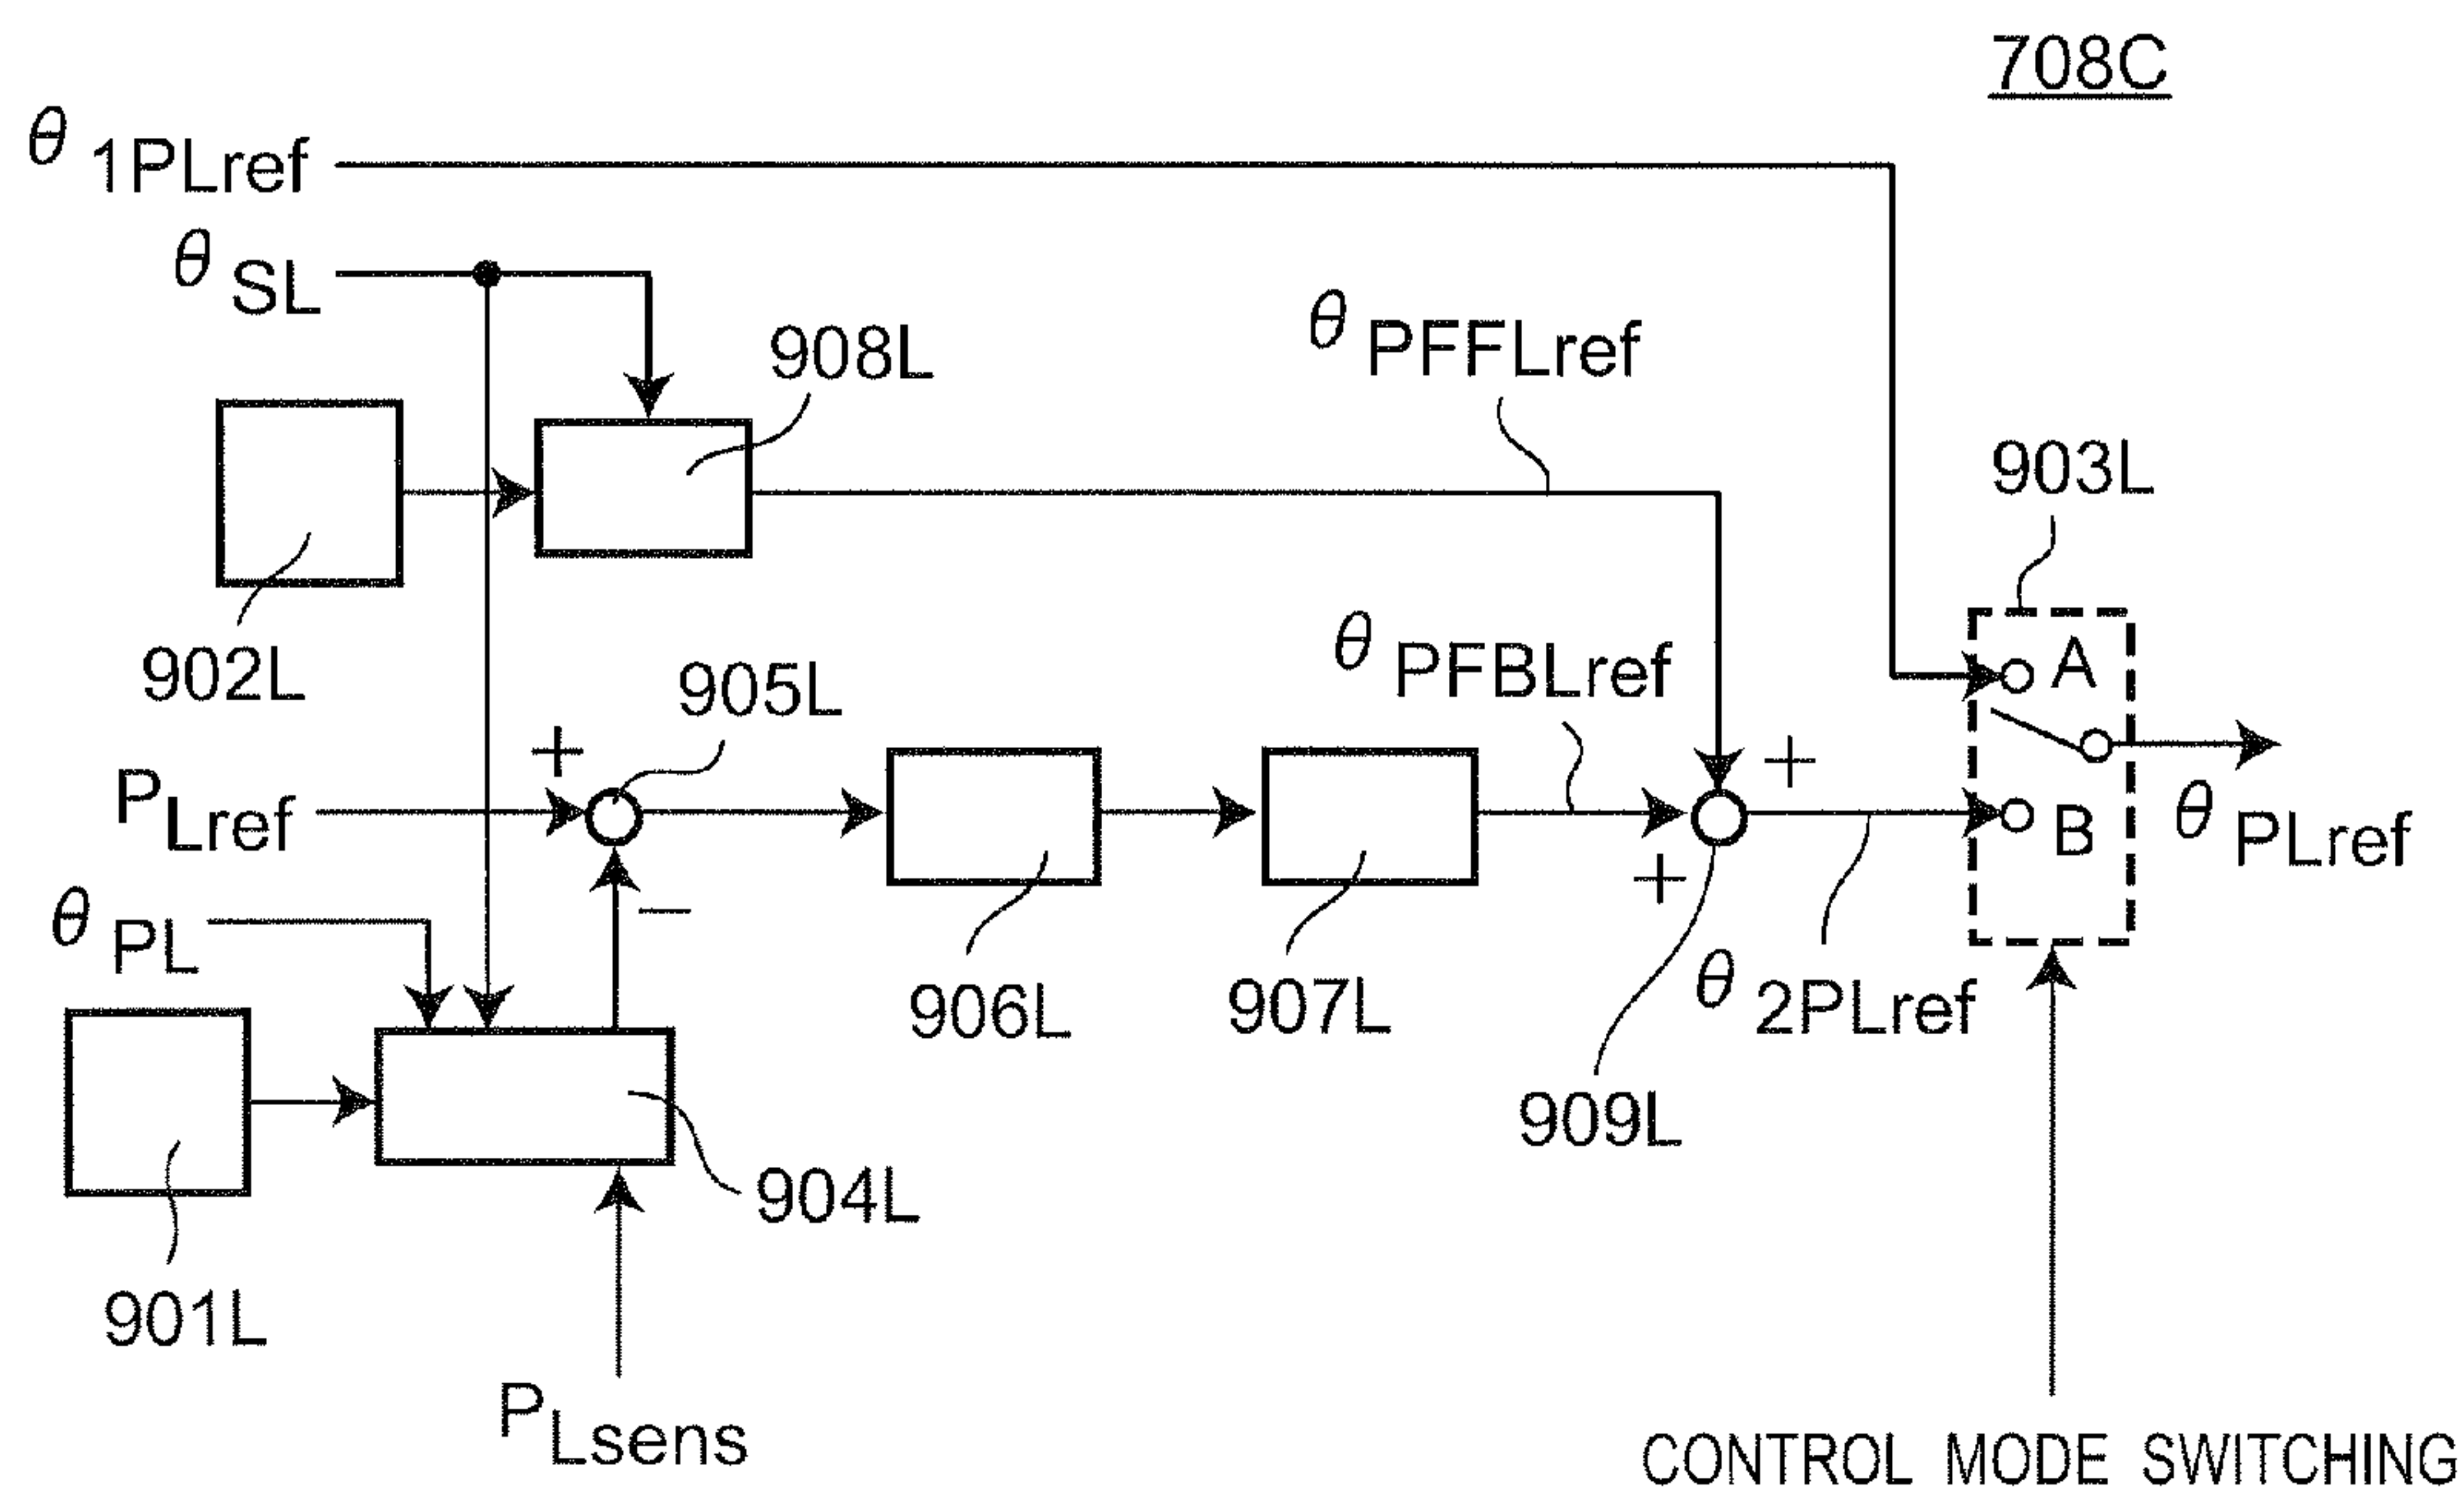 708C
θ 1PLref
θ SL
908L
θ PFFLref
903L
902L
905L
θ PFBLref
A
+
+
PLref
B
θ PLref
+
−
θ PL
906L
907L
θ 2PLref
909L
904L
901L
PLsens
CONTROL MODE SWITCHING